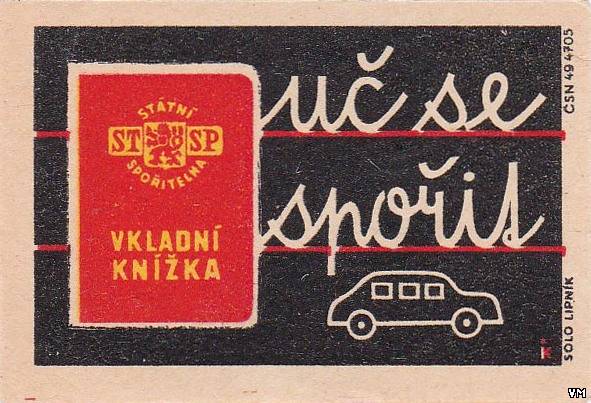 uč se
spořit
STÁTNÍ
ST SP
SPOŘITELNA
VKLADNÍ
KNÍŽKA
ČSN 49 4705
SOLO LIPNÍK
K
VM